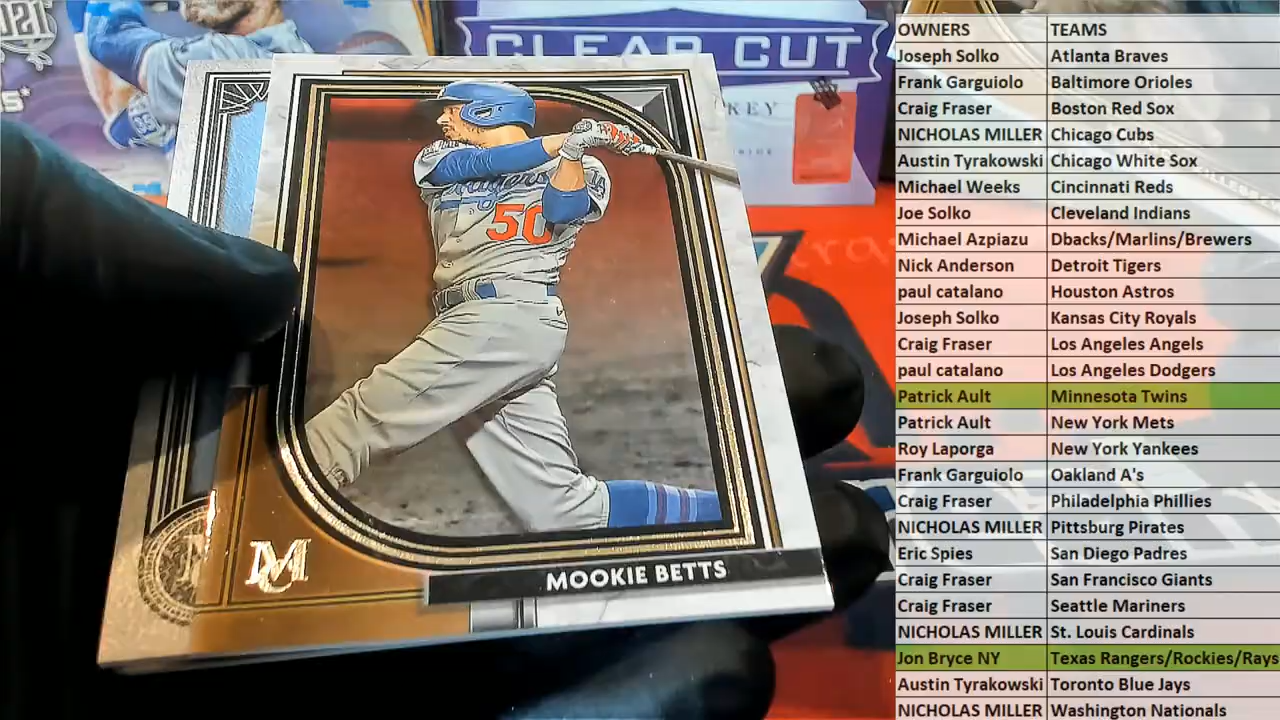 2021
CLEAR CUT
KEY
Dodgers
50
MC
MOOKIE BETTS
OWNERS TEAMS
Joseph Solko Atlanta Braves
Frank Garguiolo Baltimore Orioles
Craig Fraser Boston Red Sox
NICHOLAS MILLER Chicago Cubs
Austin Tyrakowski Chicago White Sox
Michael Weeks Cincinnati Reds
Joe Solko Cleveland Indians
Michael Azpiazu Dbacks/Marlins/Brewers
Nick Anderson Detroit Tigers
paul catalano Houston Astros
Joseph Solko Kansas City Royals
Craig Fraser Los Angeles Angels
paul catalano Los Angeles Dodgers
Patrick Ault Minnesota Twins
Patrick Ault New York Mets
Roy Laporga New York Yankees
Frank Garguiolo Oakland A's
Craig Fraser Philadelphia Phillies
NICHOLAS MILLER Pittsburg Pirates
Eric Spies San Diego Padres
Craig Fraser San Francisco Giants
Craig Fraser Seattle Mariners
NICHOLAS MILLER St. Louis Cardinals
Jon Bryce NY Texas Rangers/Rockies/Rays
Austin Tyrakowski Toronto Blue Jays
NICHOLAS MILLER Washington Nationals